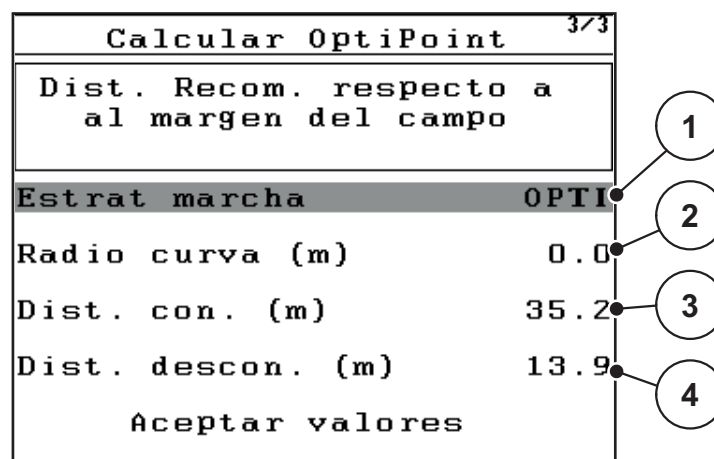 3/3
Calcular OptiPoint
Dist. Recom. respecto a
al margen del campo
Estrat marcha OPTI
Radio curva (m) 0.0
Dist. con. (m) 35.2
Dist. descon. (m) 13.9
Aceptar valores
1
2
3
4